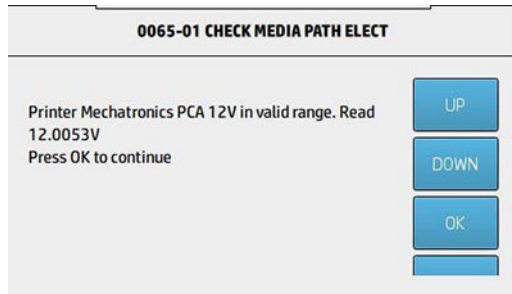 0065-01 CHECK MEDIA PATH ELECT
Printer Mechatronics PCA 12V in valid range. Read
12.0053V
Press OK to continue
UP
DOWN
OK